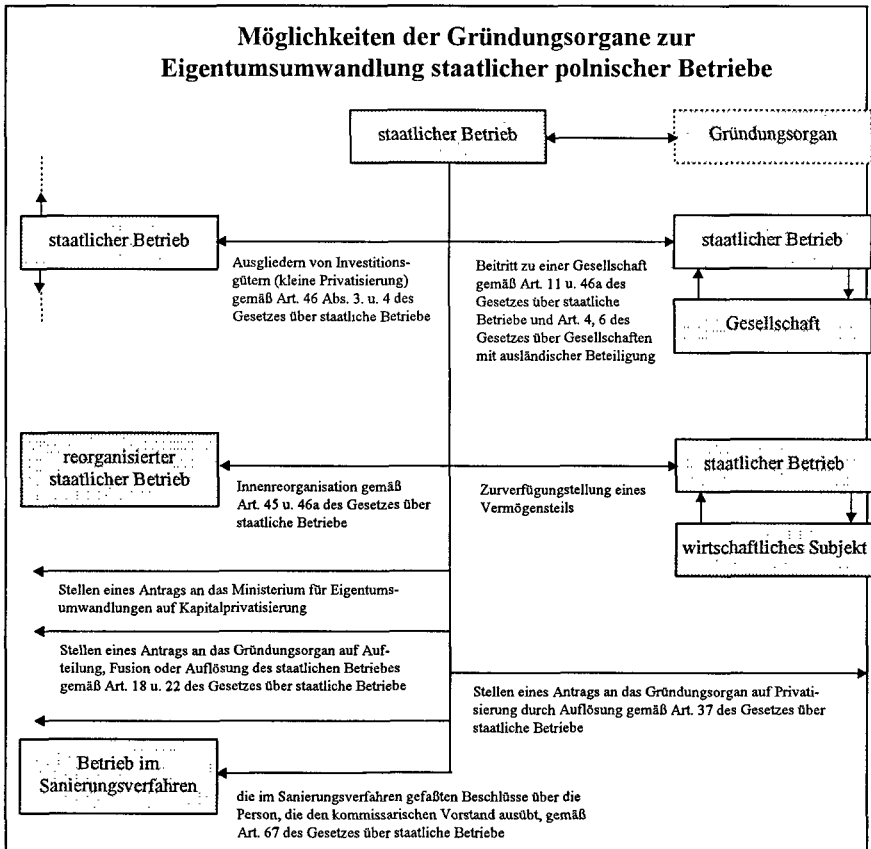 Möglichkeiten der Gründungsorgane zur
Eigentumsumwandlung staatlicher polnischer Betriebe
staatlicher Betrieb
Gründungsorgan
staatlicher Betrieb
staatlicher Betrieb
Ausgliedern von Investitions-
gütern (kleine Privatisierung)
gemäß Art. 46 Abs. 3. u. 4 des
Gesetzes über staatliche Betriebe
Beitritt zu einer Gesellschaft
gemäß Art. 11 u. 46a des
Gesetzes über staatliche
Betriebe und Art. 4, 6 des
Gesetzes über Gesellschaften
mit ausländischer Beteiligung
Gesellschaft
reorganisierter
staatlicher Betrieb
staatlicher Betrieb
Innenreorganisation gemäß
Art. 45 u. 46a des Gesetzes über
staatliche Betriebe
Zurverfügungstellung eines
Vermögensteils
wirtschaftliches Subjekt
Stellen eines Antrags an das Ministerium für Eigentums-
umwandlungen auf Kapitalprivatisierung
Stellen eines Antrags an das Gründungsorgan auf Auf-
teilung, Fusion oder Auflösung des staatlichen Betriebes
gemäß Art. 18 u. 22 des Gesetzes über staatliche Betriebe
Stellen eines Antrags an das Gründungsorgan auf Privati-
sierung durch Auflösung gemäß Art. 37 des Gesetzes über
staatliche Betriebe
Betrieb im
Sanierungsverfahren
die im Sanierungsverfahren gefaßten Beschlüsse über die
Person, die den kommissarischen Vorstand ausübt, gemäß
Art. 67 des Gesetzes über staatliche Betriebe